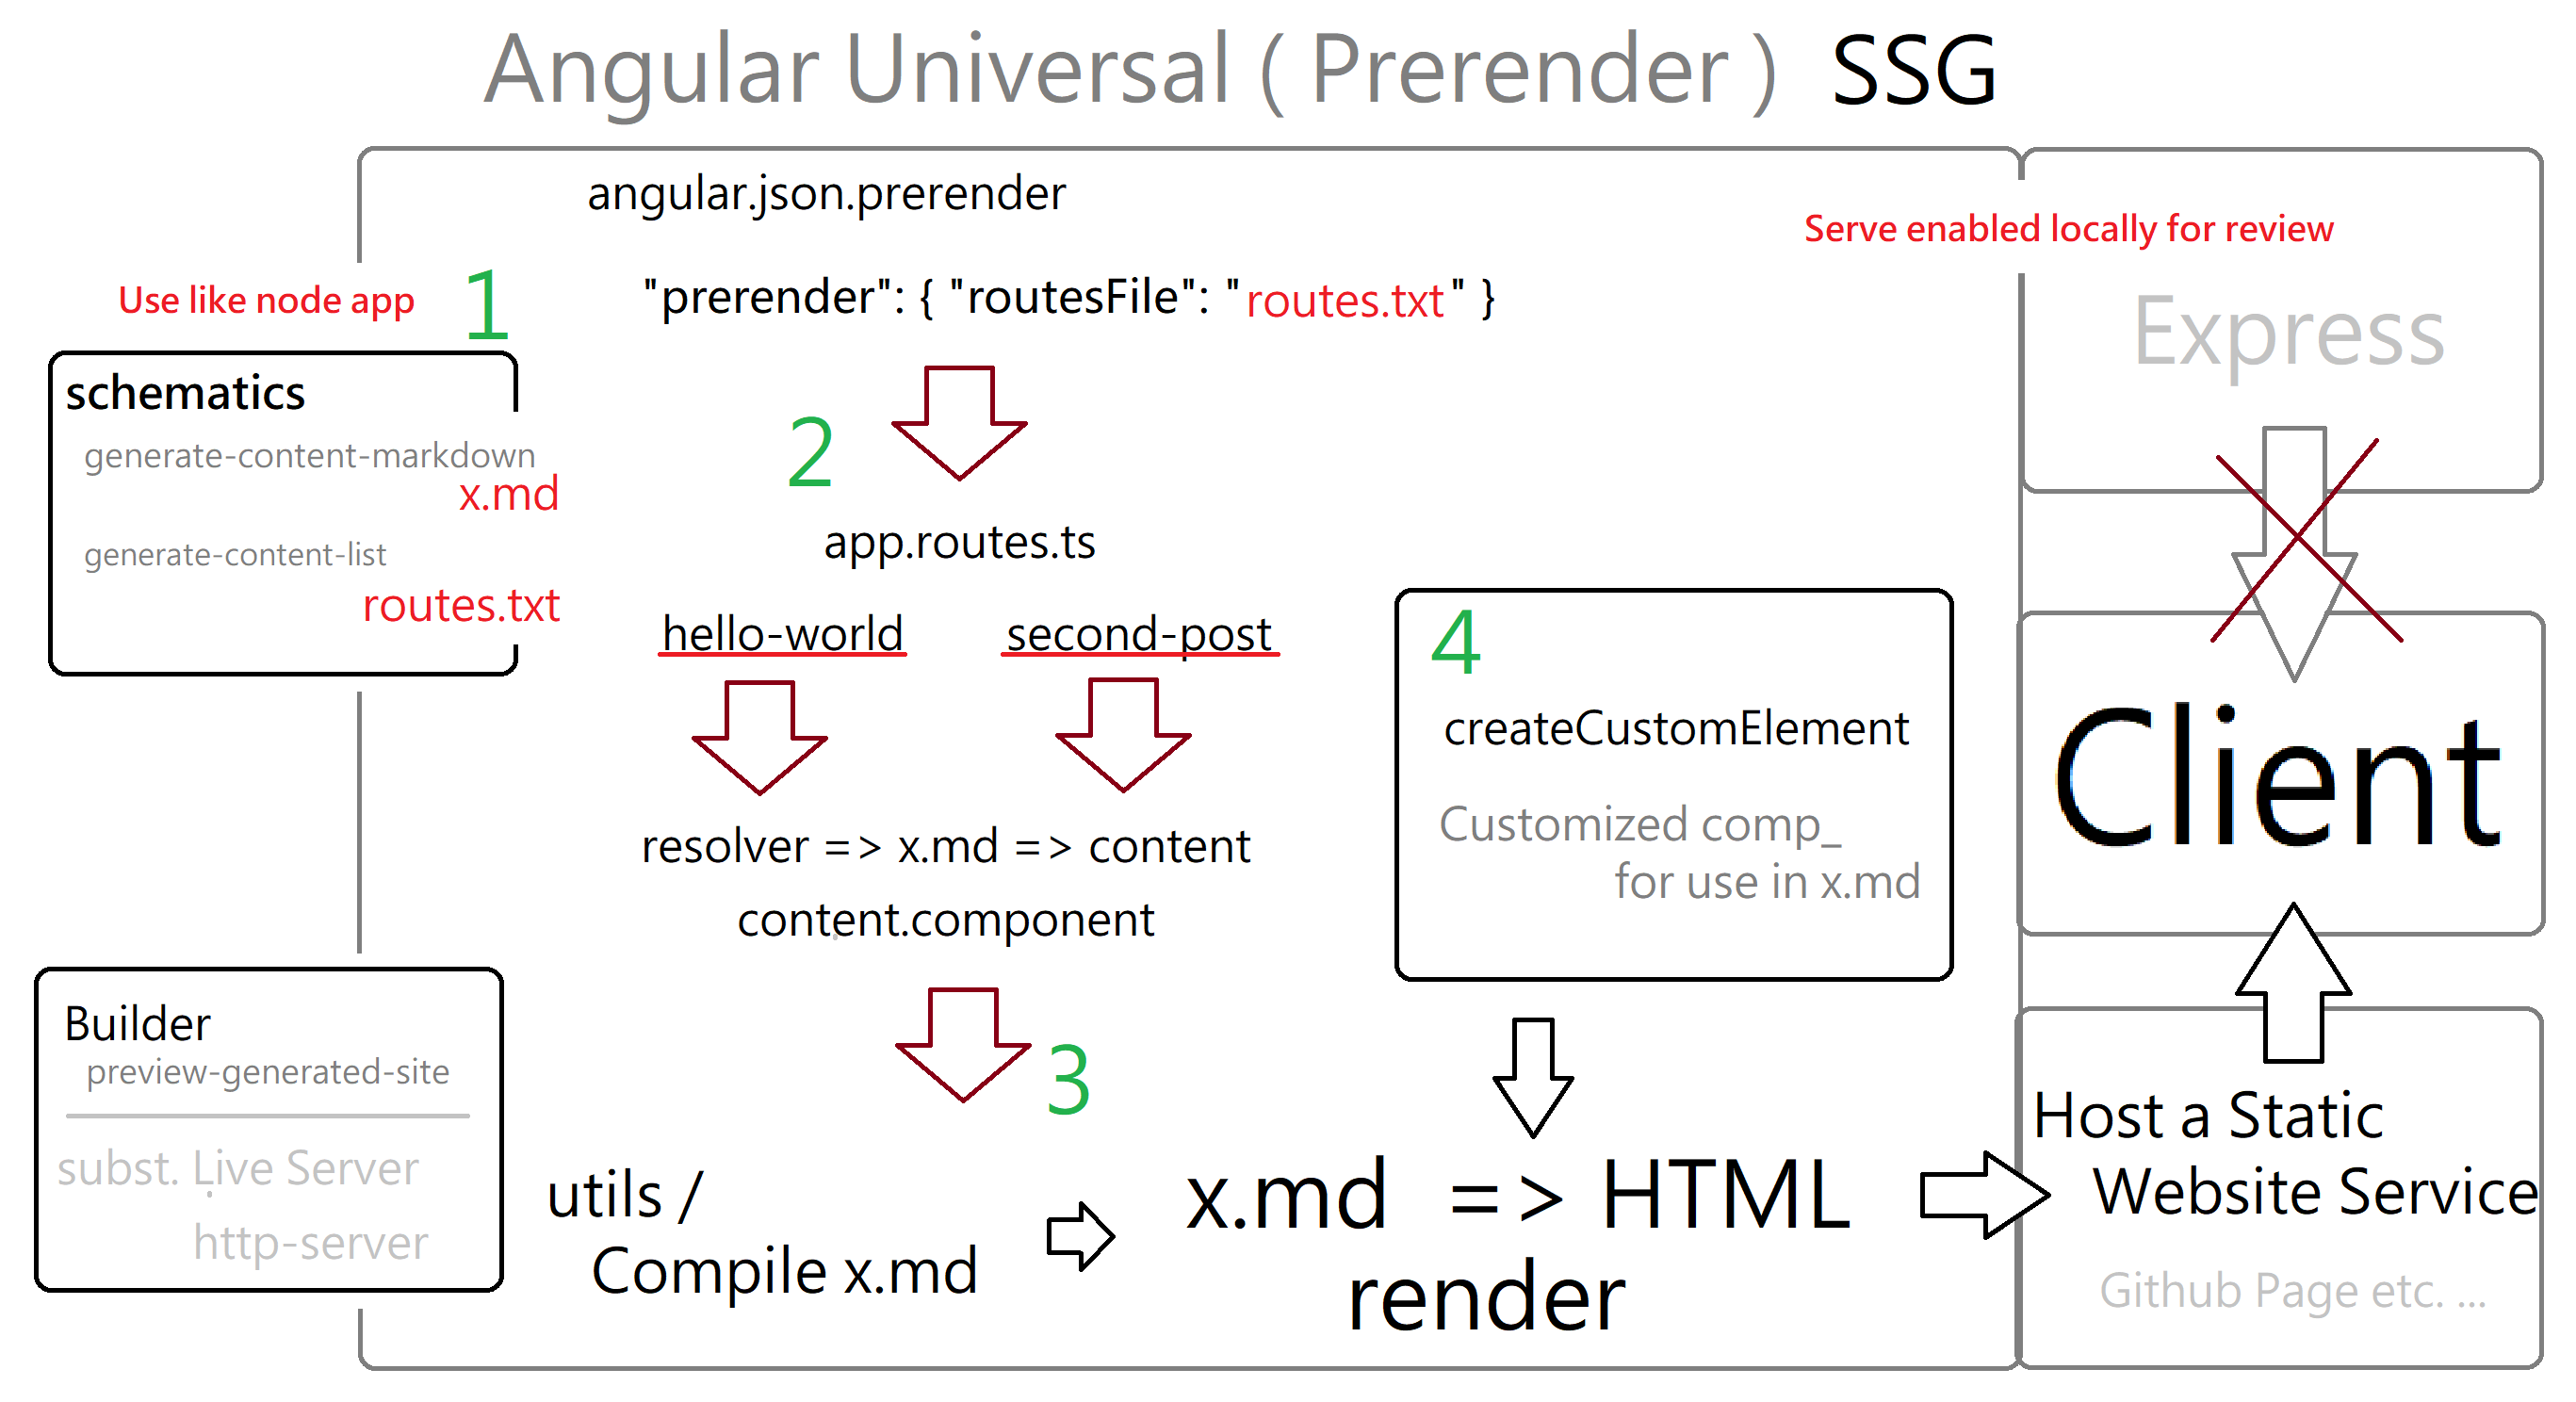 Angular Universal ( Prerender ) SSG
angular.json.prerender
Serve enabled locally for review
Use like node app
1
"prerender": { "routesFile": "routes.txt" }
Express
schematics
generate-content-markdown
x.md
generate-content-list
routes.txt
2
app.routes.ts
hello-world second-post
resolver => x.md => content
content.component
4
createCustomElement
Customized comp_
for use in x.md
Client
Builder
preview-generated-site
subst. Live Server
http-server
3
utils /
Compile x.md
x.md => HTML
render
Host a Static
Website Service
Github Page etc. ...